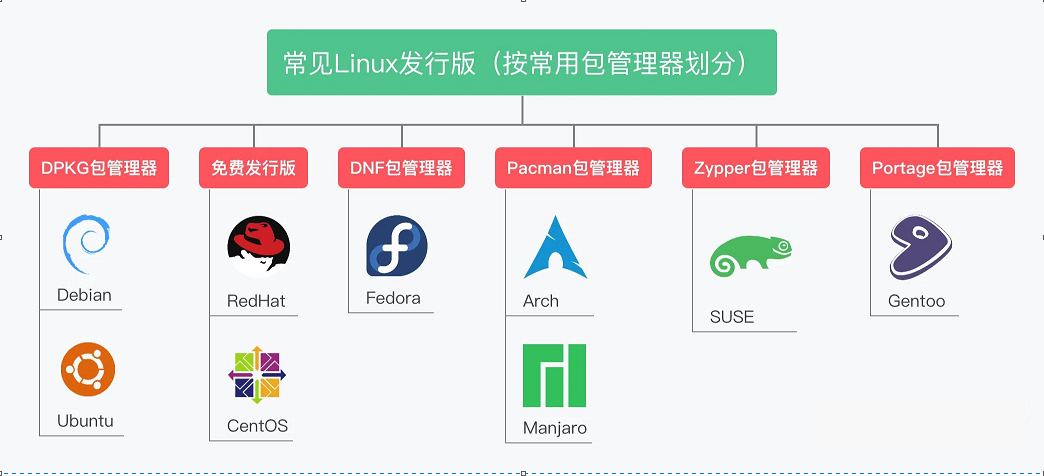 常见Linux发行版（按常用包管理器划分）
DPKG包管理器
免费发行版
DNF包管理器
Pacman包管理器
Zypper包管理器
Portage包管理器
Debian
RedHat
Fedora
Arch
SUSE
Gentoo
Ubuntu
CentOS
Manjaro